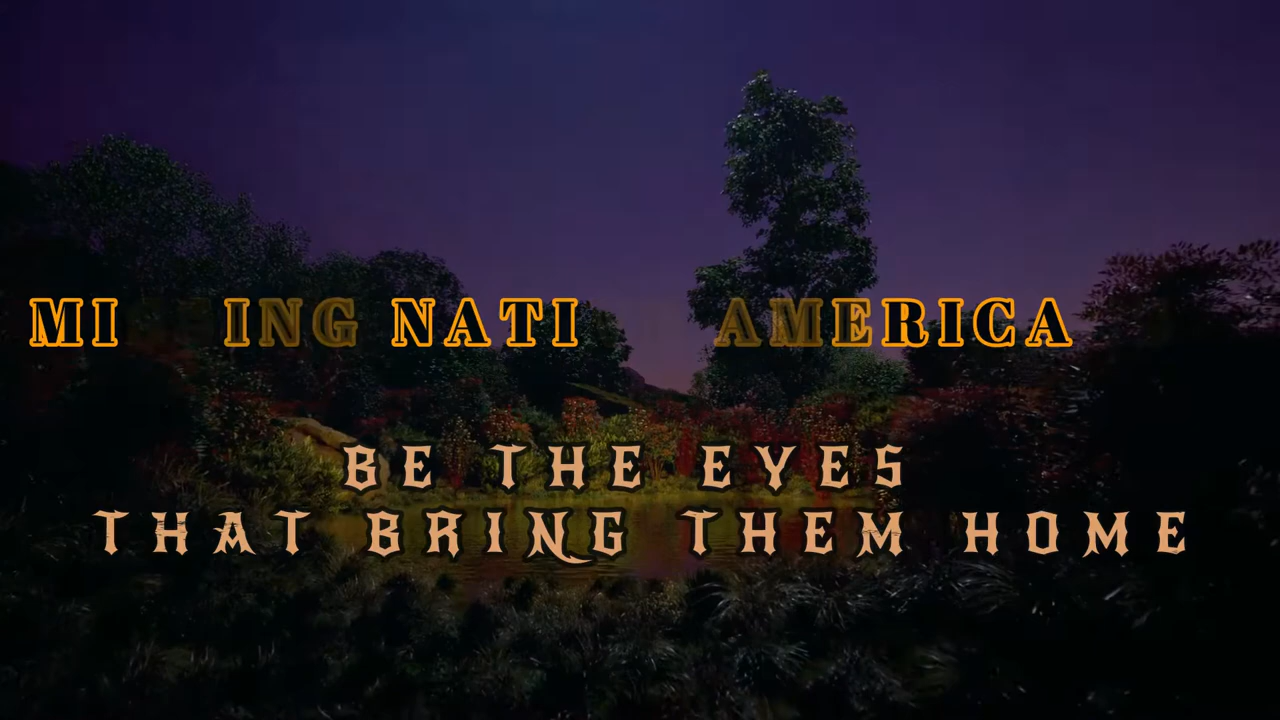 MI ING NATI AMERICA
BE THE EYES
THAT BRING THEM HOME